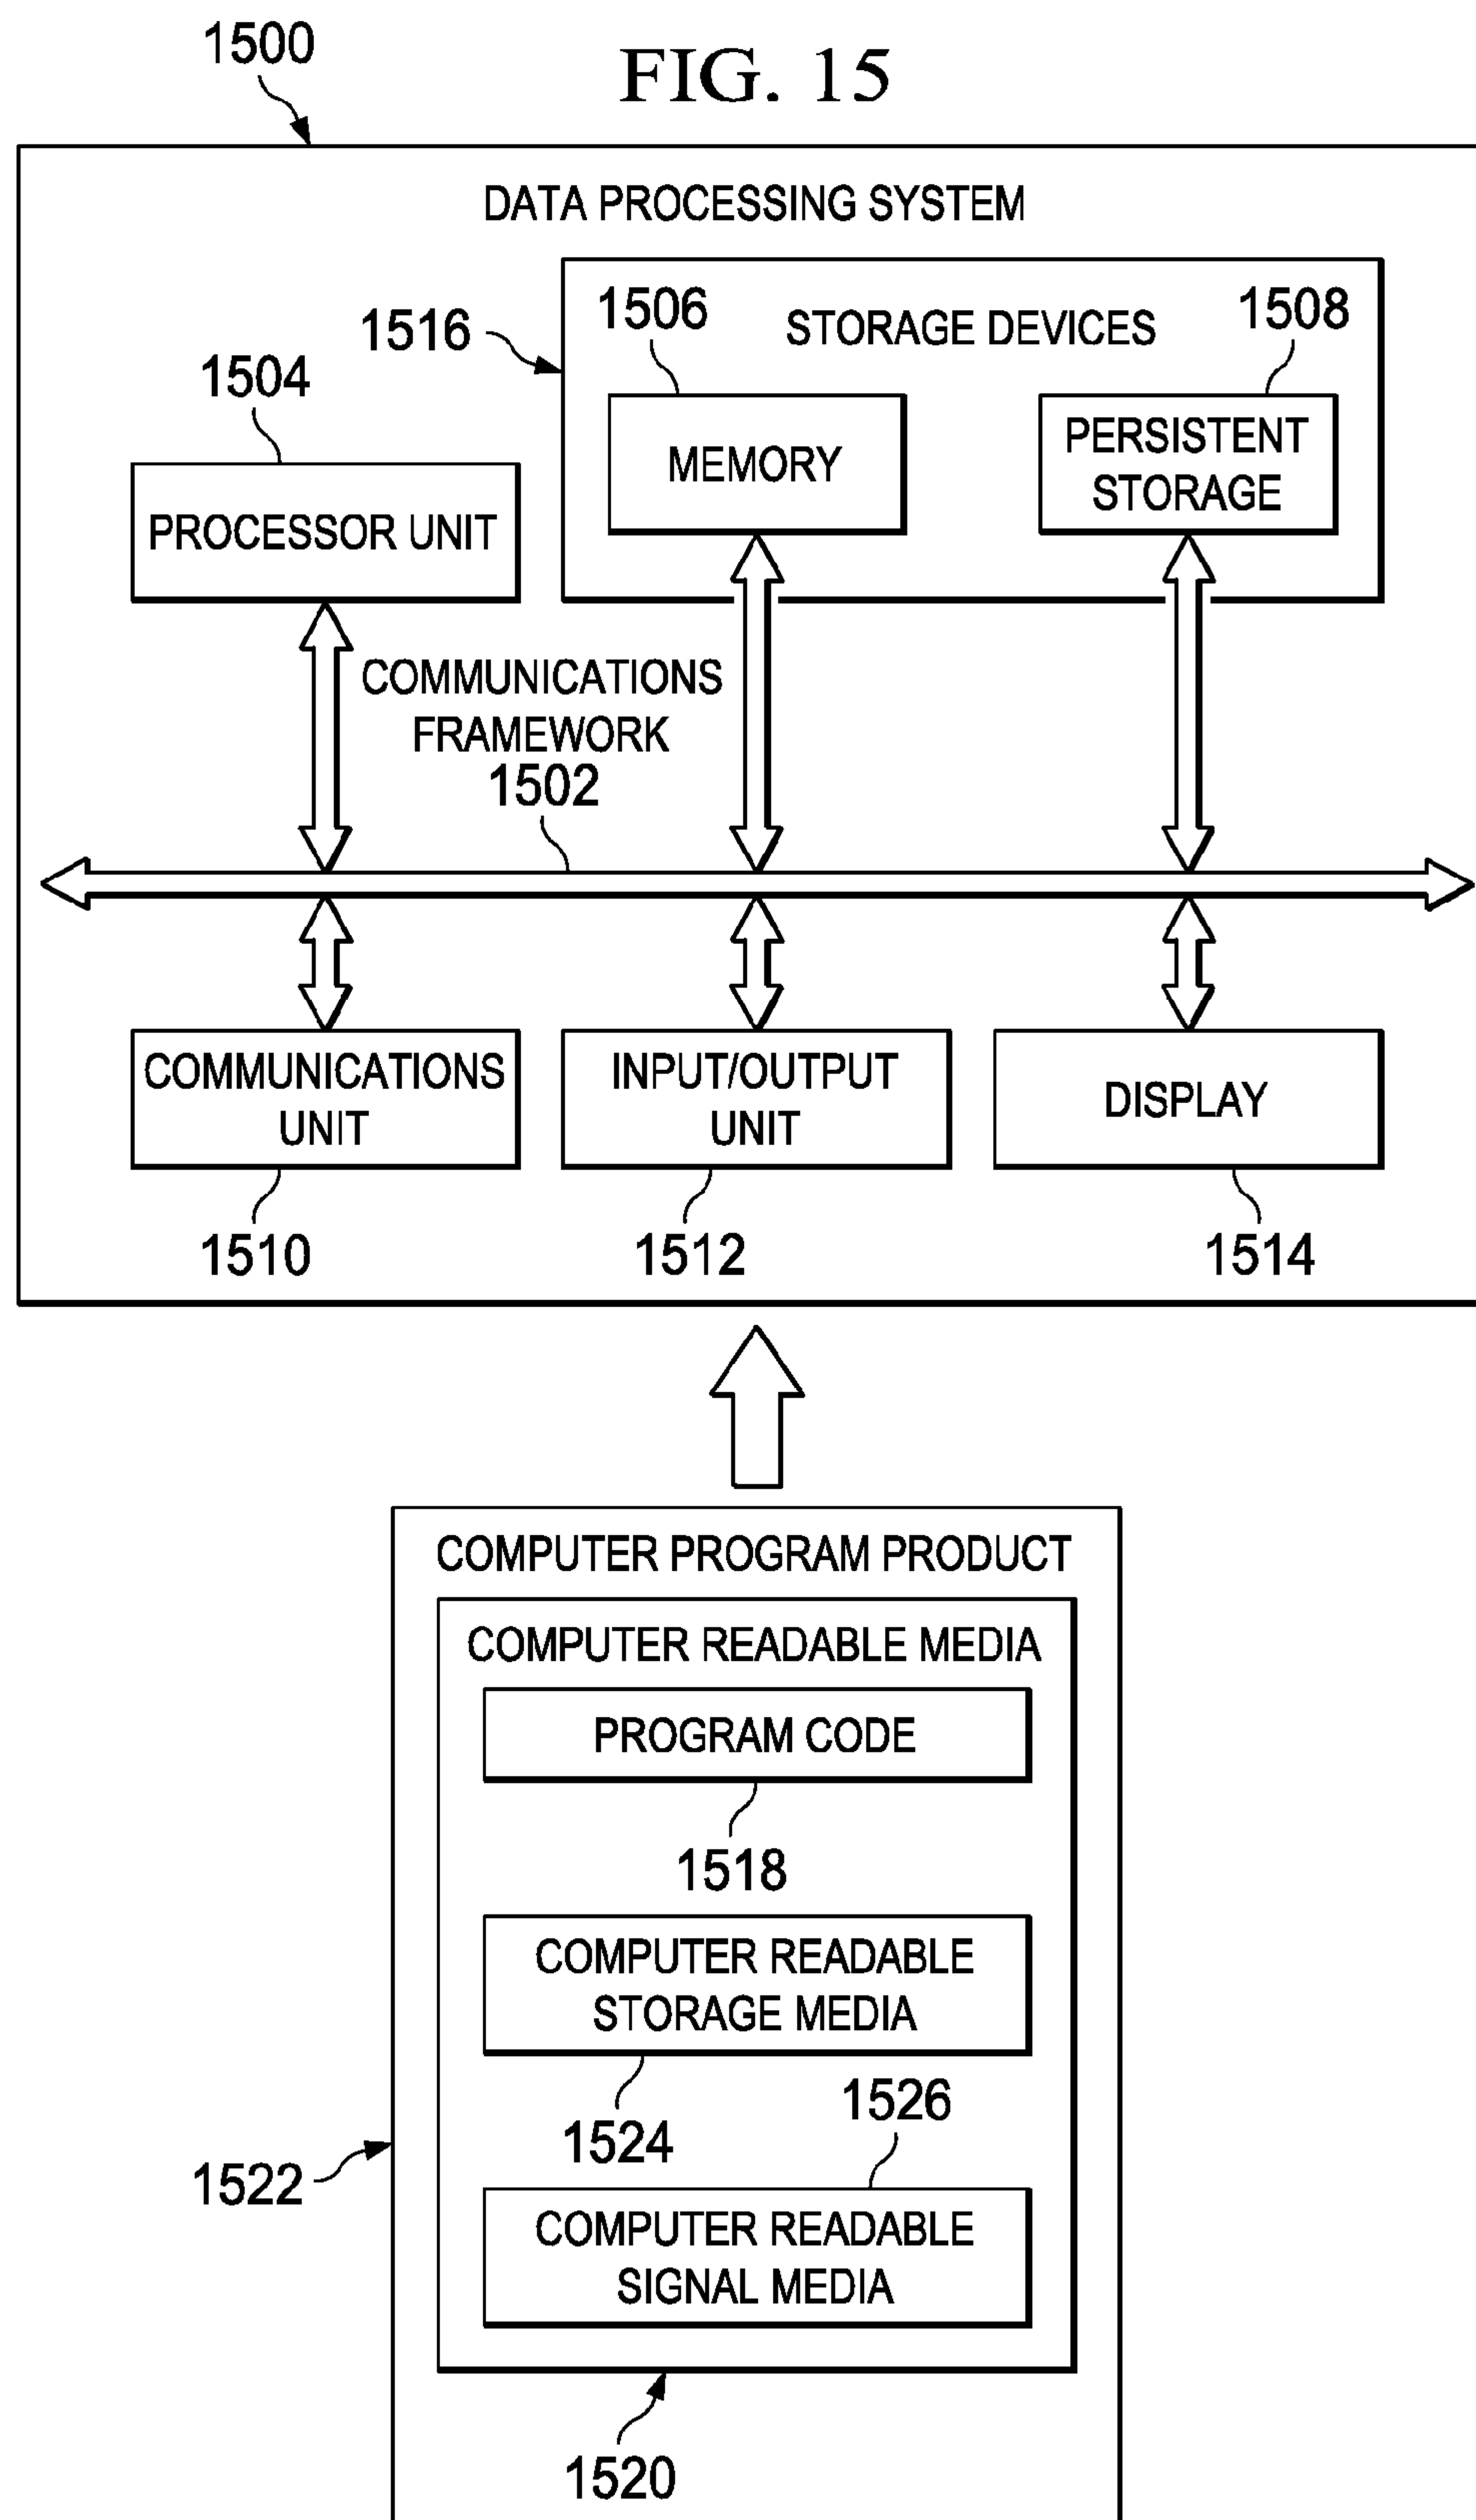 1500
FIG. 15
DATA PROCESSING SYSTEM
1516
1506
STORAGE DEVICES
1508
1504
MEMORY
PERSISTENT
STORAGE
PROCESSOR UNIT
COMMUNICATIONS
FRAMEWORK
1502
COMMUNICATIONS
UNIT
INPUT/OUTPUT
UNIT
DISPLAY
1510
1512
1514
COMPUTER PROGRAM PRODUCT
COMPUTER READABLE MEDIA
PROGRAM CODE
1518
COMPUTER READABLE
STORAGE MEDIA
1524
1526
1522
COMPUTER READABLE
SIGNAL MEDIA
1520